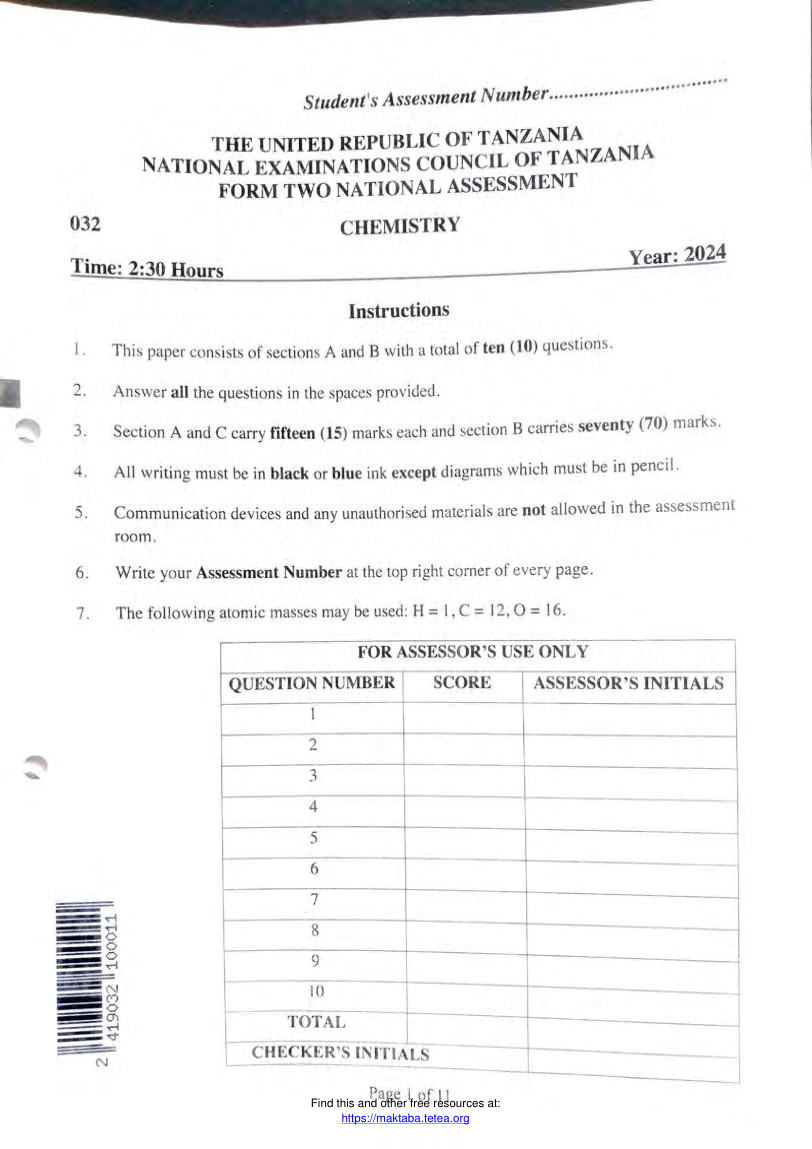 Student's Assessment Number.......................................
THE UNITED REPUBLIC OF TANZANIA
NATIONAL EXAMINATIONS COUNCIL OF TANZANIA
FORM TWO NATIONAL ASSESSMENT
032 CHEMISTRY
Time: 2:30 Hours Year: 2024
Instructions
1. This paper consists of sections A and B with a total of ten (10) questions.
2. Answer all the questions in the spaces provided.
3. Section A and C carry fifteen (15) marks each and section B carries seventy (70) marks.
4. All writing must be in black or blue ink except diagrams which must be in pencil.
5. Communication devices and any unauthorised materials are not allowed in the assessment
room.
6. Write your Assessment Number at the top right corner of every page.
7. The following atomic masses may be used: H = 1, C = 12, O = 16.
FOR ASSESSOR'S USE ONLY
QUESTION NUMBER SCORE ASSESSOR'S INITIALS
1
2
3
4
5
6
7
8
9
10
TOTAL
CHECKER'S INITIALS
2 419032 100011
Page 1 of 11
Find this and other free resources at:
https://maktaba.tetea.org